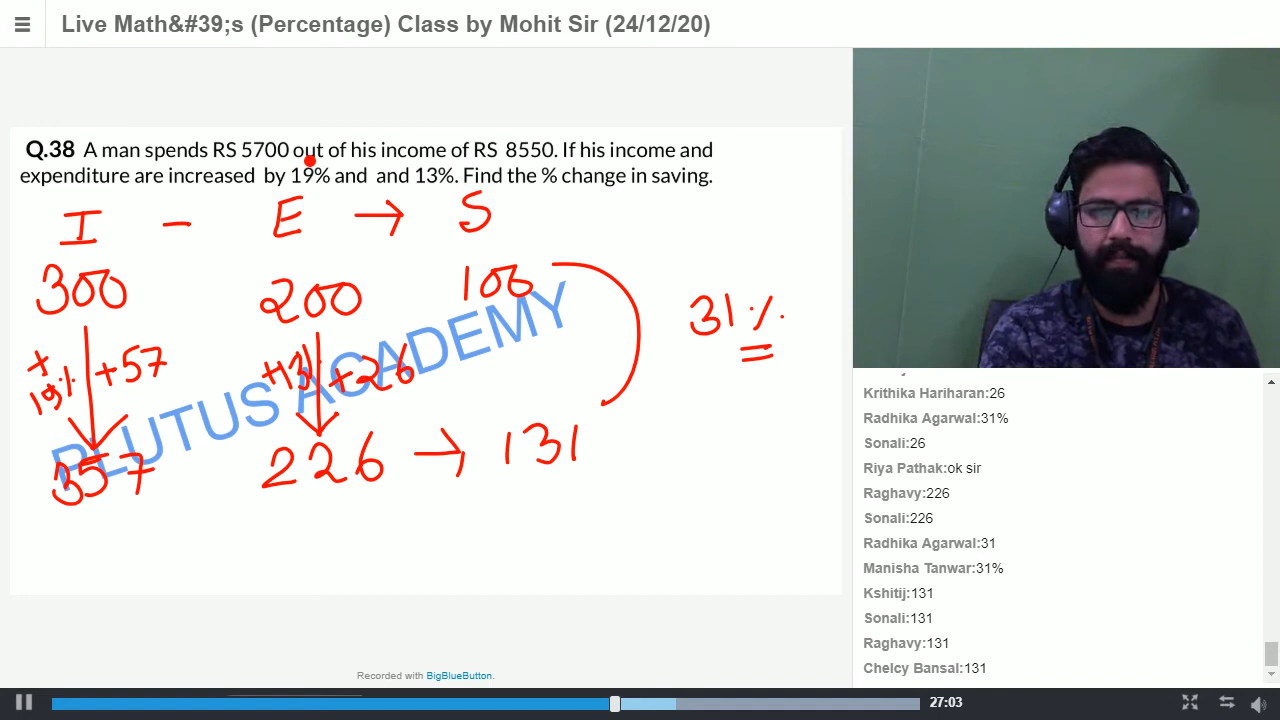 Live Math&#39;s (Percentage) Class by Mohit Sir (24/12/20)
Q.38 A man spends RS 5700 out of his income of RS 8550. If his income and
expenditure are increased by 19% and and 13%. Find the % change in saving.
I - E → S
300 200 100
31%
+19% +57 +13 +26
PLUTUS ACADEMY
357 226 → 131
Recorded with BigBlueButton.
Krithika Hariharan:26
Radhika Agarwal:31%
Sonali:26
Riya Pathak:ok sir
Raghavy:226
Sonali:226
Radhika Agarwal:31
Manisha Tanwar:31%
Kshitij:131
Sonali:131
Raghavy:131
Chelcy Bansal:131
27:03